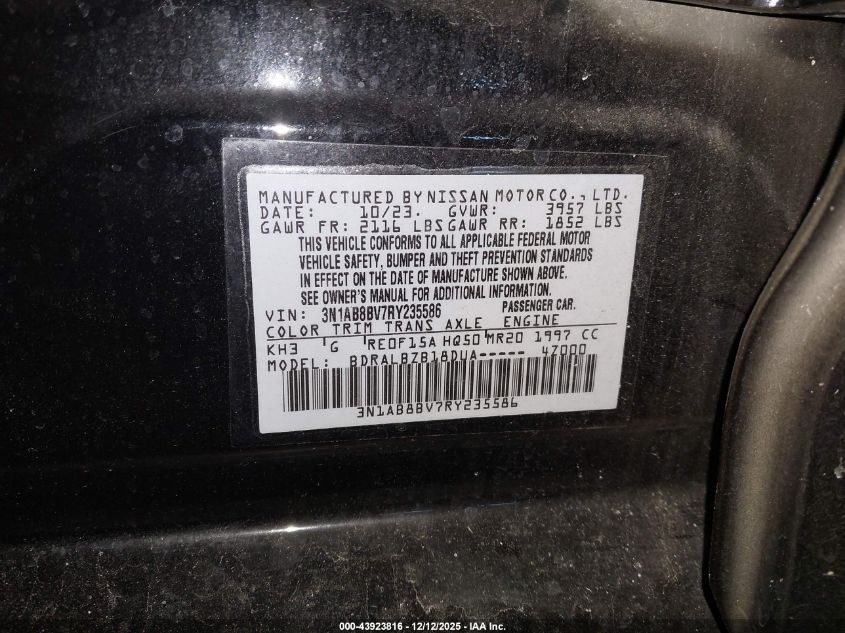 MANUFACTURED BY NISSAN MOTOR CO., LTD.
DATE: 10/23. GVWR: 3957 LBS
GAWR FR: 2116 LBS GAWR RR: 1852 LBS
THIS VEHICLE CONFORMS TO ALL APPLICABLE FEDERAL MOTOR
VEHICLE SAFETY, BUMPER AND THEFT PREVENTION STANDARDS
IN EFFECT ON THE DATE OF MANUFACTURE SHOWN ABOVE.
SEE OWNER'S MANUAL FOR ADDITIONAL INFORMATION.
VIN: 3N1AB8BV7RY235586 PASSENGER CAR.
COLOR TRIM TRANS AXLE ENGINE
KH3 G RE0F15A HQ50 MR20 1997 CC
MODEL: BDRALBZB18DUA----- 4Z000
3N1AB8BV7RY235586
000-43923816 - 12/12/2025 - IAA Inc.